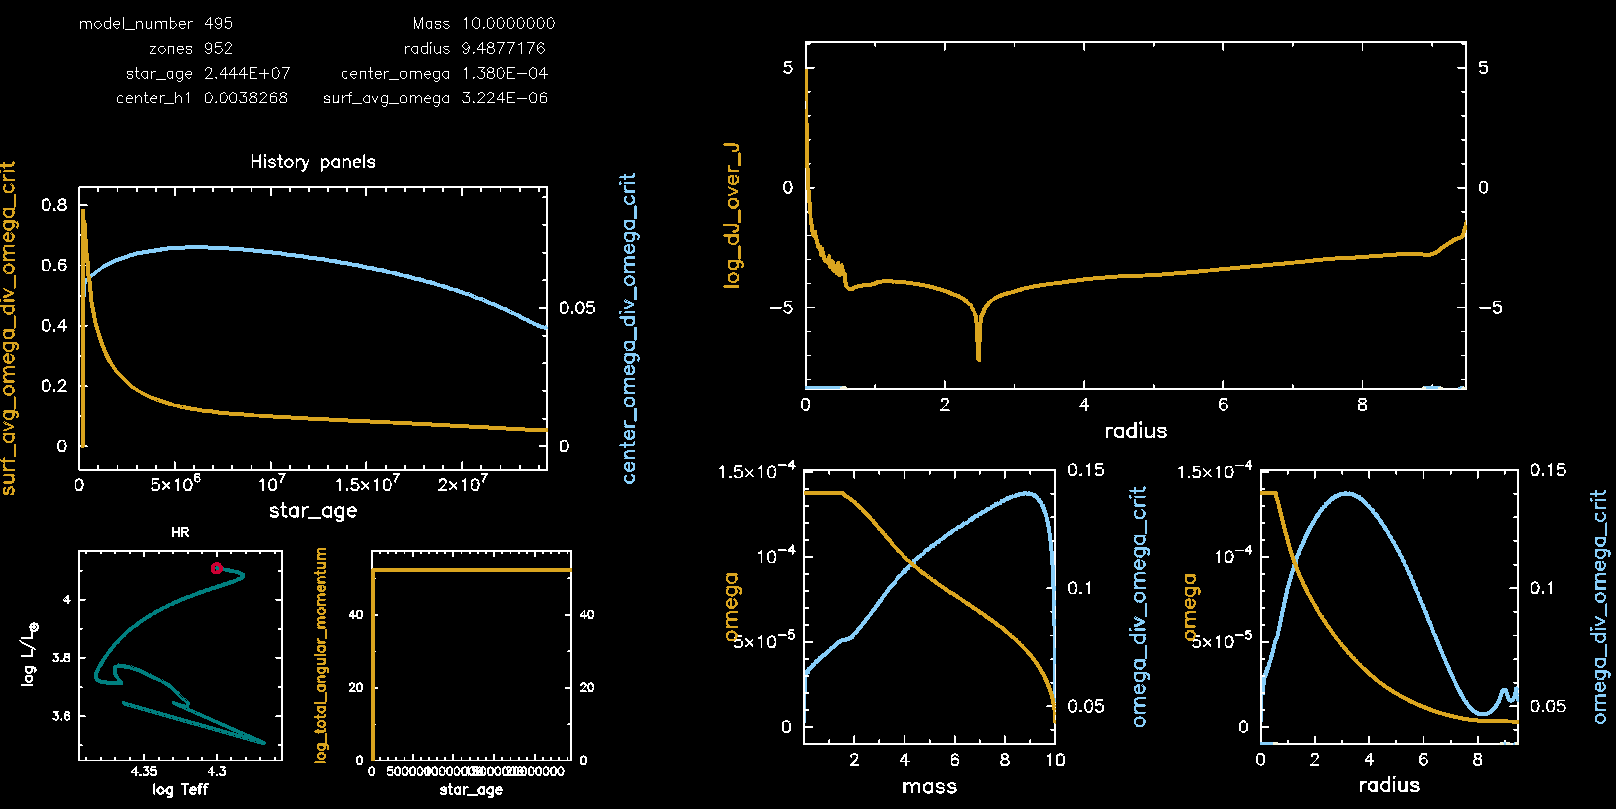 model_number 495 Mass 10.0000000
zones 952 radius 9.4877176
star_age 2.444E+07 center_omega 1.380E-04
center_h1 0.0038268 surf_avg_omega 3.224E-06
History panels
surf_avg_omega_div_omega_crit
0.8
0.6
0.4
0.2
0
0.05
0
center_omega_div_omega_crit
0 5×10⁶ 10⁷ 1.5×10⁷ 2×10⁷
star_age
HR
log L/L⊙
4
3.8
3.6
4.35 4.3
log Teff
log_total_angular_momentum
40
20
0
40
20
0
0 5000000
star_age
log_dJ_over_J
5
0
-5
5
0
-5
0 2 4 6 8
radius
omega
1.5×10⁻⁴
10⁻⁴
5×10⁻⁵
0
0.15
0.1
0.05
omega_div_omega_crit
2 4 6 8 10
mass
omega
1.5×10⁻⁴
10⁻⁴
5×10⁻⁵
0
0.15
0.1
0.05
omega_div_omega_crit
0 2 4 6 8
radius